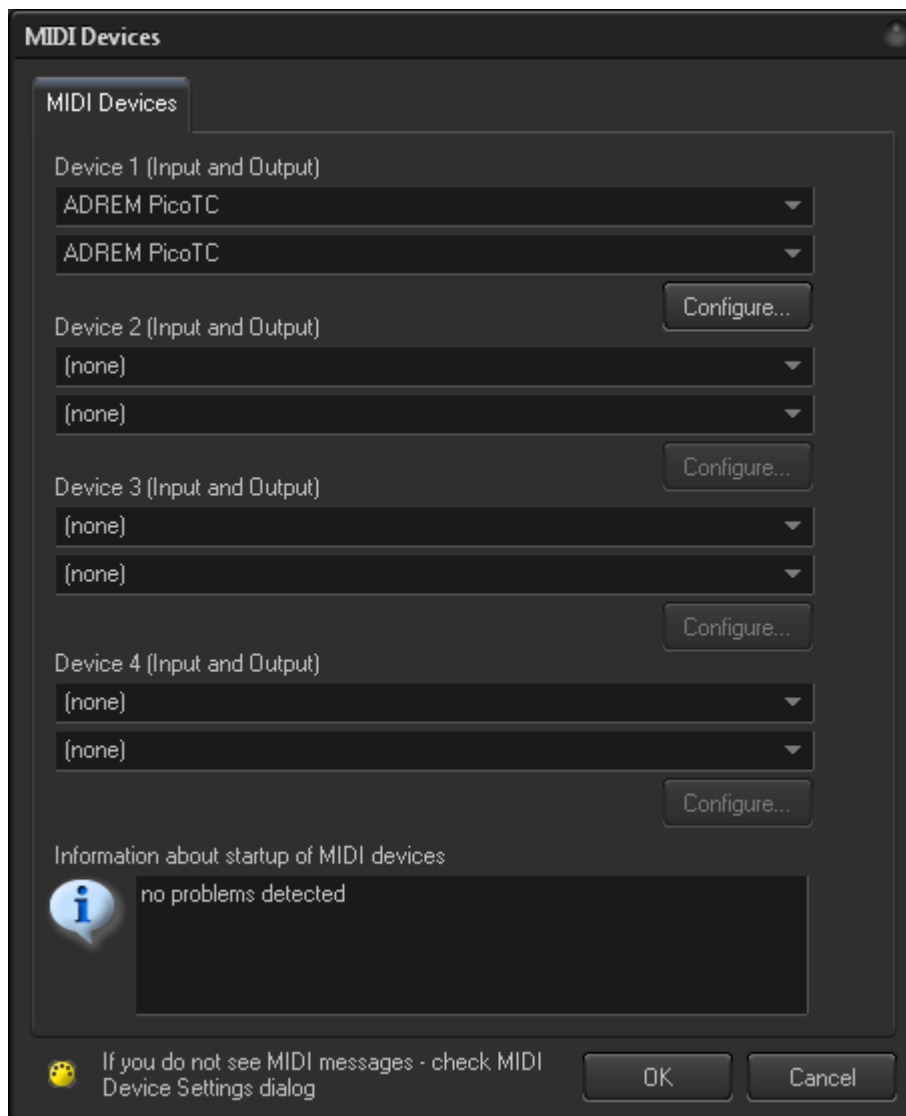 MIDI Devices
MIDI Devices
Device 1 (Input and Output)
ADREM PicoTC
ADREM PicoTC
Configure...
Device 2 (Input and Output)
(none)
(none)
Configure...
Device 3 (Input and Output)
(none)
(none)
Configure...
Device 4 (Input and Output)
(none)
(none)
Configure...
Information about startup of MIDI devices
no problems detected
If you do not see MIDI messages - check MIDI
Device Settings dialog
OK
Cancel